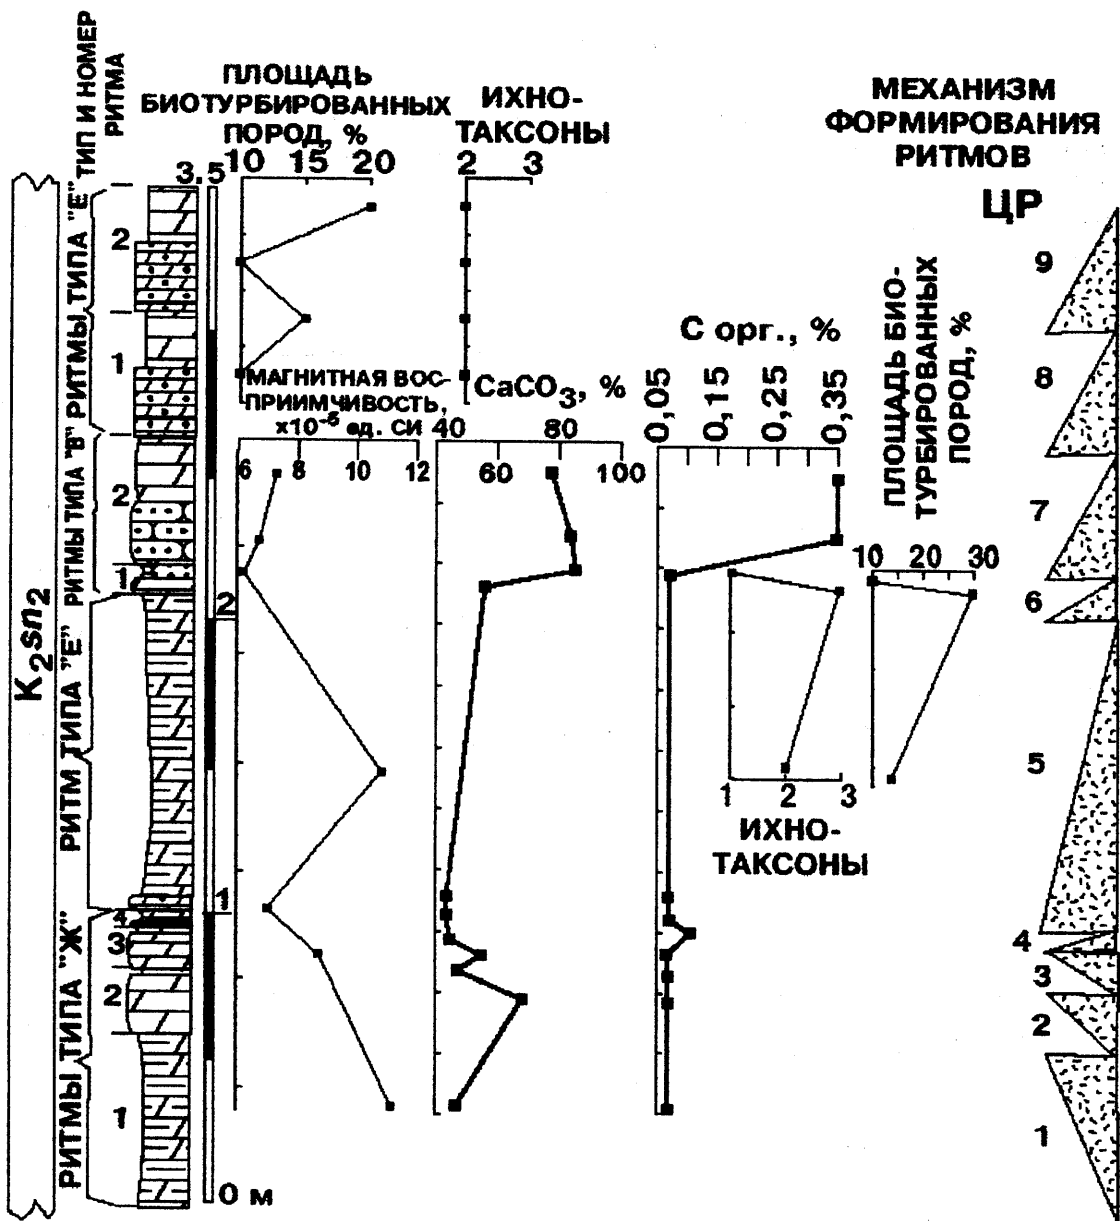 ТИП И НОМЕР
РИТМА
ПЛОЩАДЬ
БИОТУРБИРОВАННЫХ
ПОРОД, %
10 15 20
ИХНО-
ТАКСОНЫ
2 3
МЕХАНИЗМ
ФОРМИРОВАНИЯ
РИТМОВ
ЦР
3.5
K₂sn₂
РИТМЫ ТИПА "Е"
2
1
РИТМЫ ТИПА "В"
2
1
РИТМ ТИПА "Е"
РИТМЫ ТИПА "Ж"
4
3
2
1
2
1
0 м
МАГНИТНАЯ ВОС-
ПРИИМЧИВОСТЬ,
x10⁻⁵ ед. СИ
6 8 10 12
CaCO₃, %
40 80
60 100
С орг., %
0,05 0,15 0,25 0,35
ПЛОЩАДЬ БИО-
ТУРБИРОВАННЫХ
ПОРОД, %
10 20 30
1 2 3
ИХНО-
ТАКСОНЫ
9
8
7
6
5
4
3
2
1